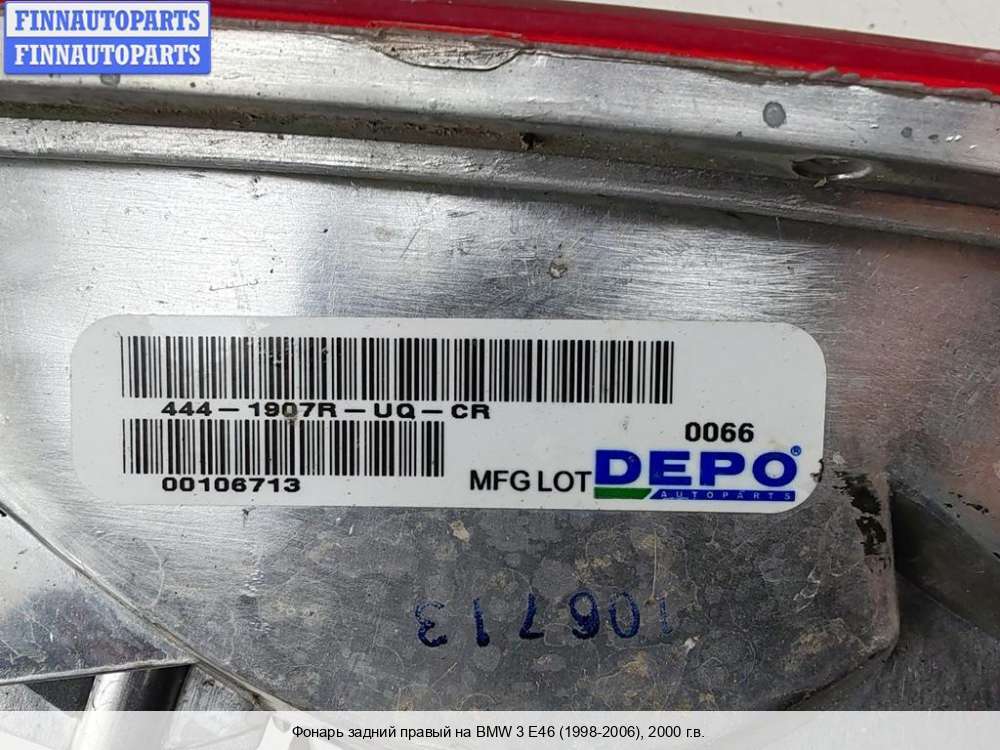 FINNAUTOPARTS
FINNAUTOPARTS
444-1907R-UQ-CR
0066
00106713
MFG LOT DEPO®
AUTOPARTS
106713
Фонарь задний правый на BMW 3 E46 (1998-2006), 2000 г.в.